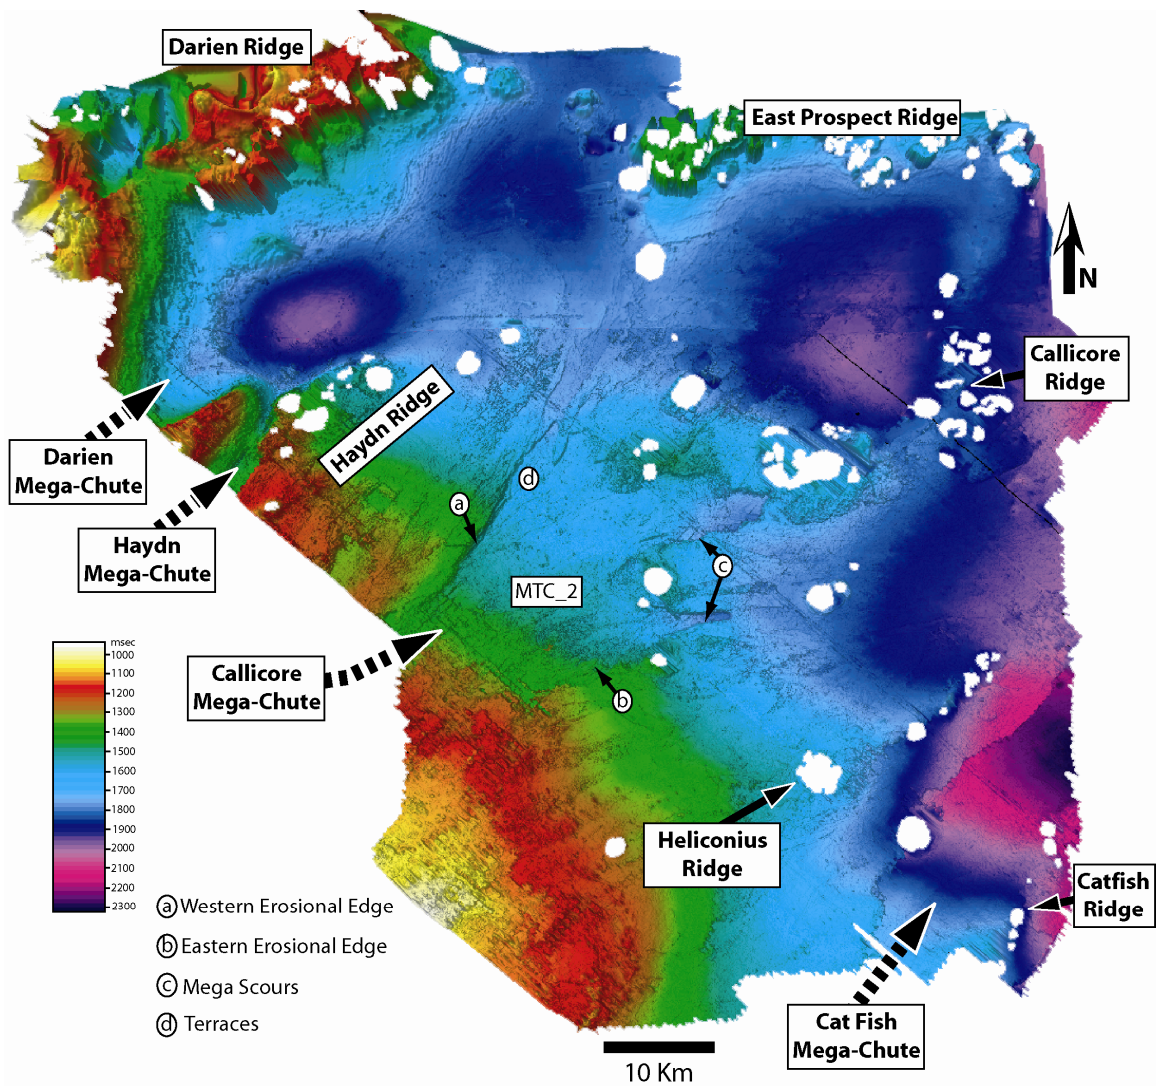 Darien Ridge
East Prospect Ridge
N
Callicore
Ridge
Haydn Ridge
Darien
Mega-Chute
Haydn
Mega-Chute
a
d
c
MTC_2
b
Callicore
Mega-Chute
msec
1000
1100
1200
1300
1400
1500
1600
1700
1800
1900
2000
2100
2200
2300
Heliconius
Ridge
Catfish
Ridge
Cat Fish
Mega-Chute
a Western Erosional Edge
b Eastern Erosional Edge
c Mega Scours
d Terraces
10 Km